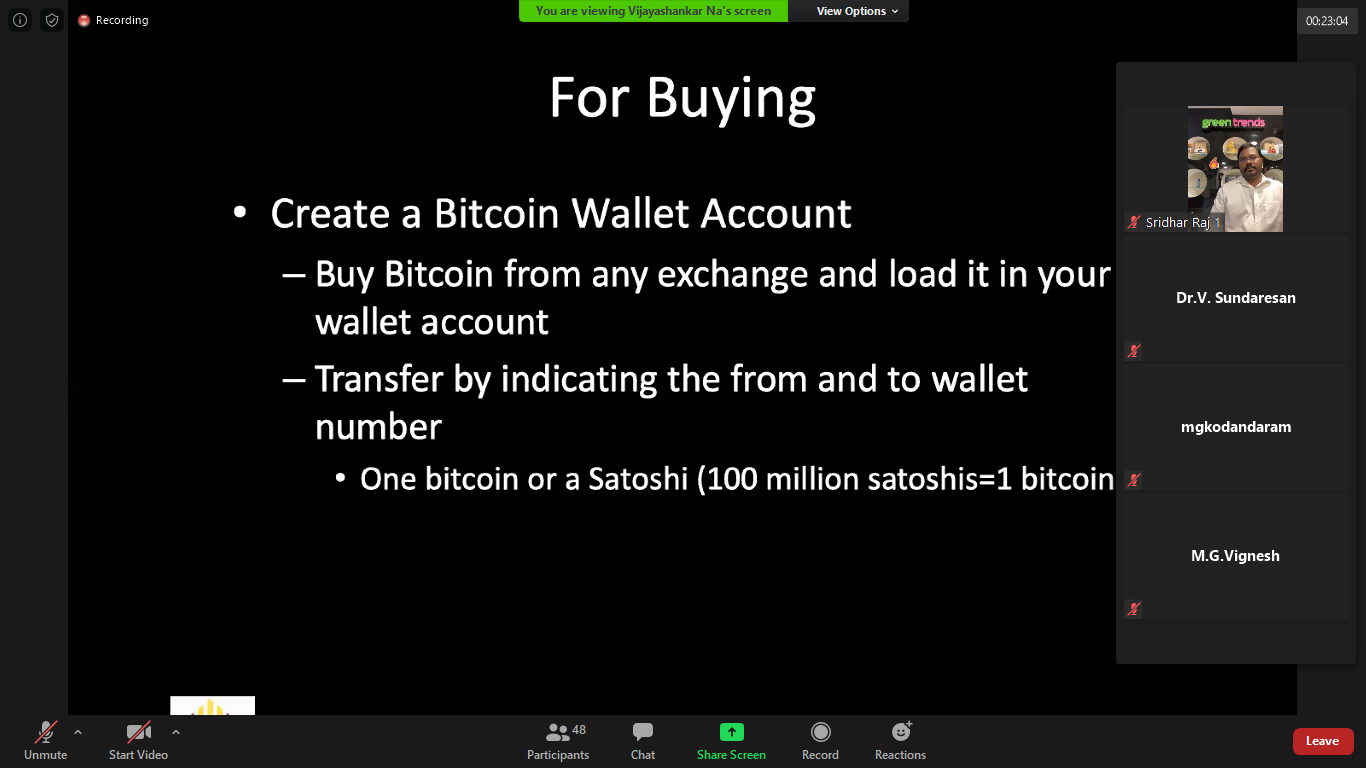 Recording
You are viewing Vijayashankar Na's screen
View Options
00:23:04
For Buying
• Create a Bitcoin Wallet Account
– Buy Bitcoin from any exchange and load it in your
wallet account
– Transfer by indicating the from and to wallet
number
• One bitcoin or a Satoshi (100 million satoshis=1 bitcoin
green trends
Sridhar Raj 1
Dr.V. Sundaresan
mgkodandaram
M.G.Vignesh
Unmute
Start Video
48
Participants
Chat
Share Screen
Record
Reactions
Leave